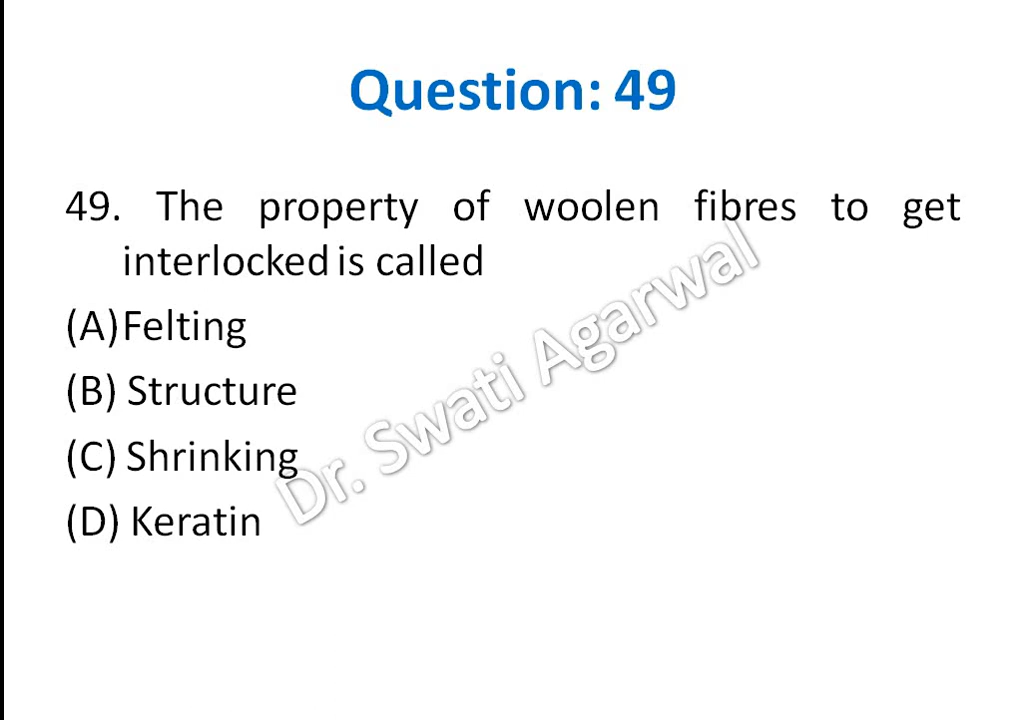 Question: 49
49. The property of woolen fibres to get
interlocked is called
(A)Felting
(B) Structure
(C) Shrinking
(D) Keratin
Dr. Swati Agarwal